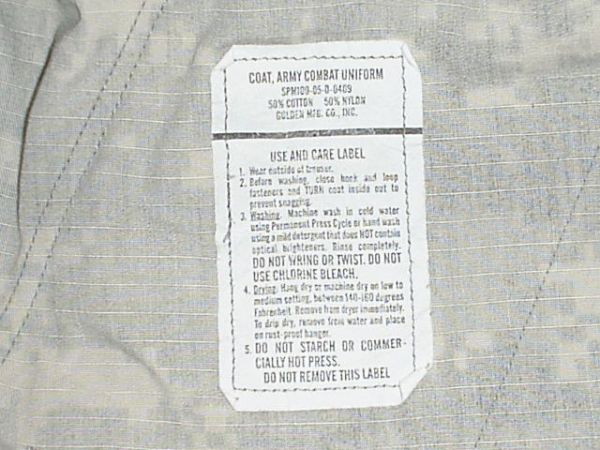 COAT, ARMY COMBAT UNIFORM
SPM100-05-D-0409
50% COTTON 50% NYLON
GOLDEN MFG. CO., INC.
USE AND CARE LABEL
1. Wear outside of trouser.
2. Before washing, close hook and loop
fasteners and TURN coat inside out to
prevent snagging.
3. Washing: Machine wash in cold water
using Permanent Press Cycle or hand wash
using a mild detergent that does NOT contain
optical brighteners. Rinse completely.
DO NOT WRING OR TWIST. DO NOT
USE CHLORINE BLEACH.
4. Drying: Hang dry or machine dry on low to
medium setting, between 140-160 degrees
Fahrenheit. Remove from dryer immediately.
To drip dry, remove from water and place
on rust-proof hanger.
5. DO NOT STARCH OR COMMER-
CIALLY HOT PRESS.
DO NOT REMOVE THIS LABEL